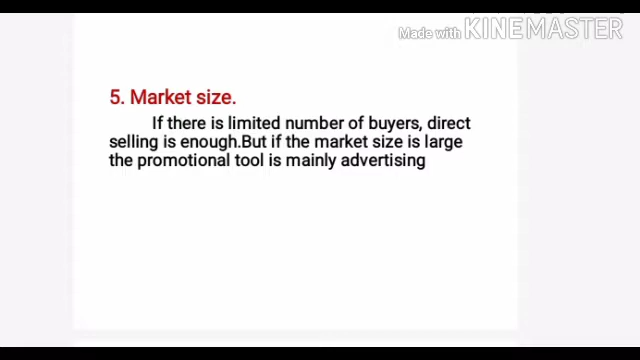 Made with KINEMASTER
5. Market size.
If there is limited number of buyers, direct
selling is enough.But if the market size is large
the promotional tool is mainly advertising